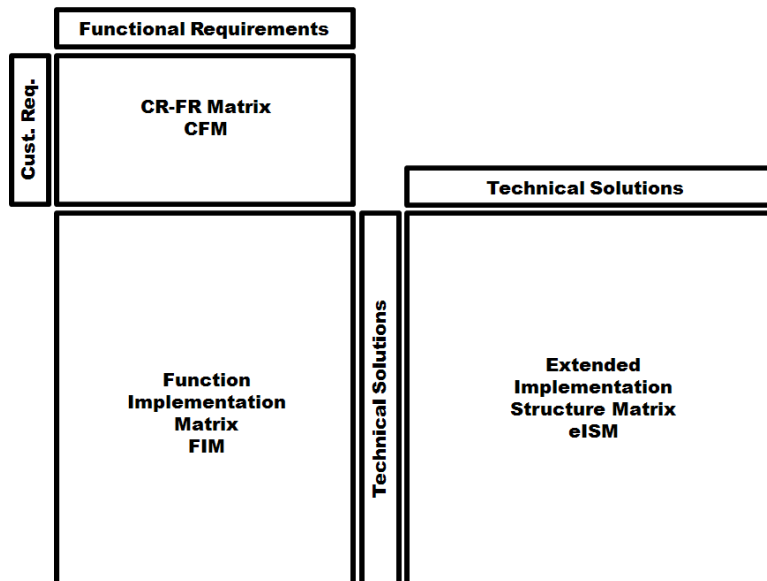 Functional Requirements
Cust. Req.
CR-FR Matrix
CFM
Technical Solutions
Function
Implementation
Matrix
FIM
Technical Solutions
Extended
Implementation
Structure Matrix
eISM